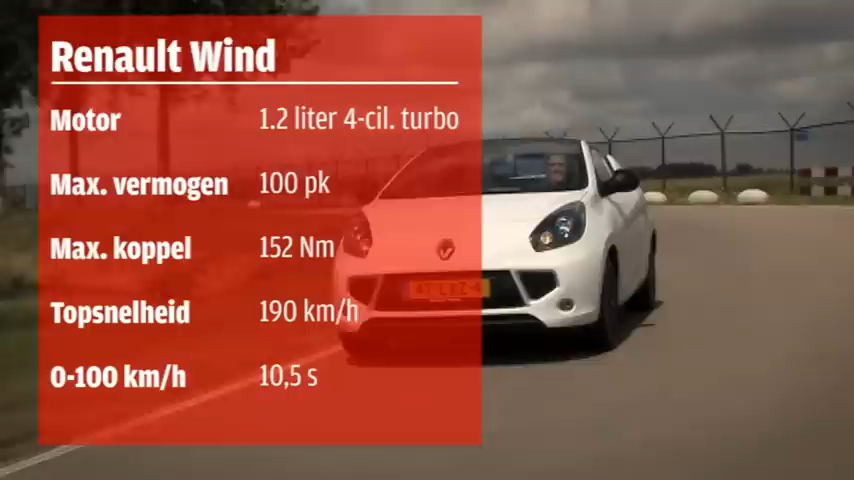 Renault Wind
Motor 1.2 liter 4-cil. turbo
Max. vermogen 100 pk
Max. koppel 152 Nm
Topsnelheid 190 km/h
0-100 km/h 10,5 s